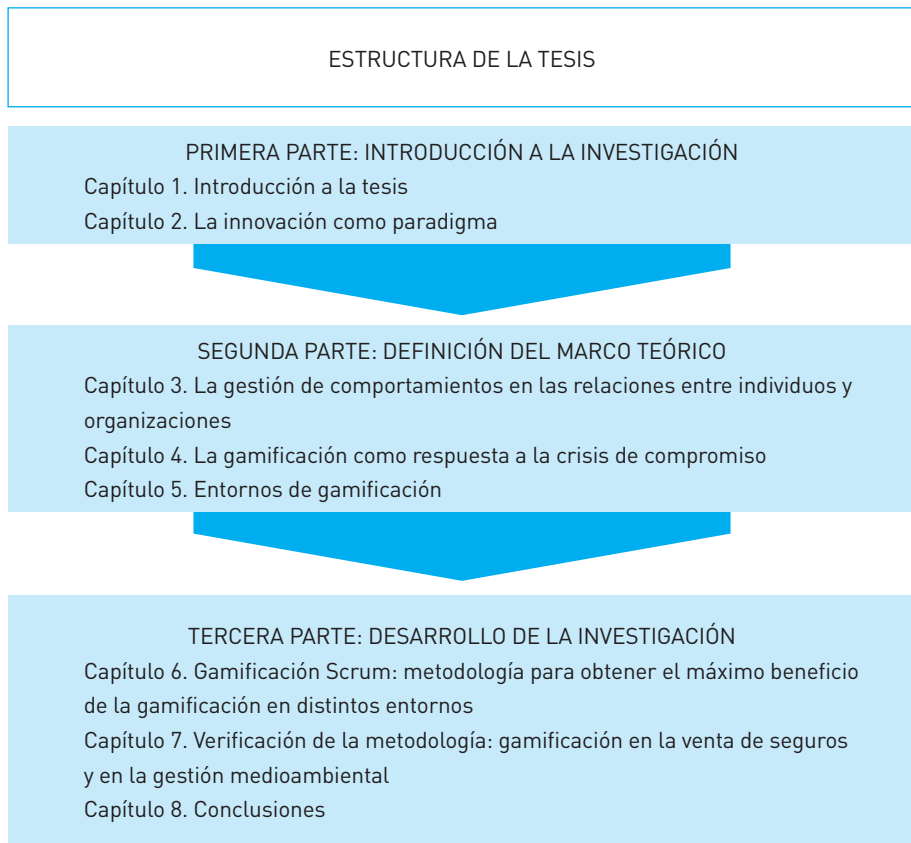 ESTRUCTURA DE LA TESIS
PRIMERA PARTE: INTRODUCCIÓN A LA INVESTIGACIÓN
Capítulo 1. Introducción a la tesis
Capítulo 2. La innovación como paradigma
SEGUNDA PARTE: DEFINICIÓN DEL MARCO TEÓRICO
Capítulo 3. La gestión de comportamientos en las relaciones entre individuos y
organizaciones
Capítulo 4. La gamificación como respuesta a la crisis de compromiso
Capítulo 5. Entornos de gamificación
TERCERA PARTE: DESARROLLO DE LA INVESTIGACIÓN
Capítulo 6. Gamificación Scrum: metodología para obtener el máximo beneficio
de la gamificación en distintos entornos
Capítulo 7. Verificación de la metodología: gamificación en la venta de seguros
y en la gestión medioambiental
Capítulo 8. Conclusiones